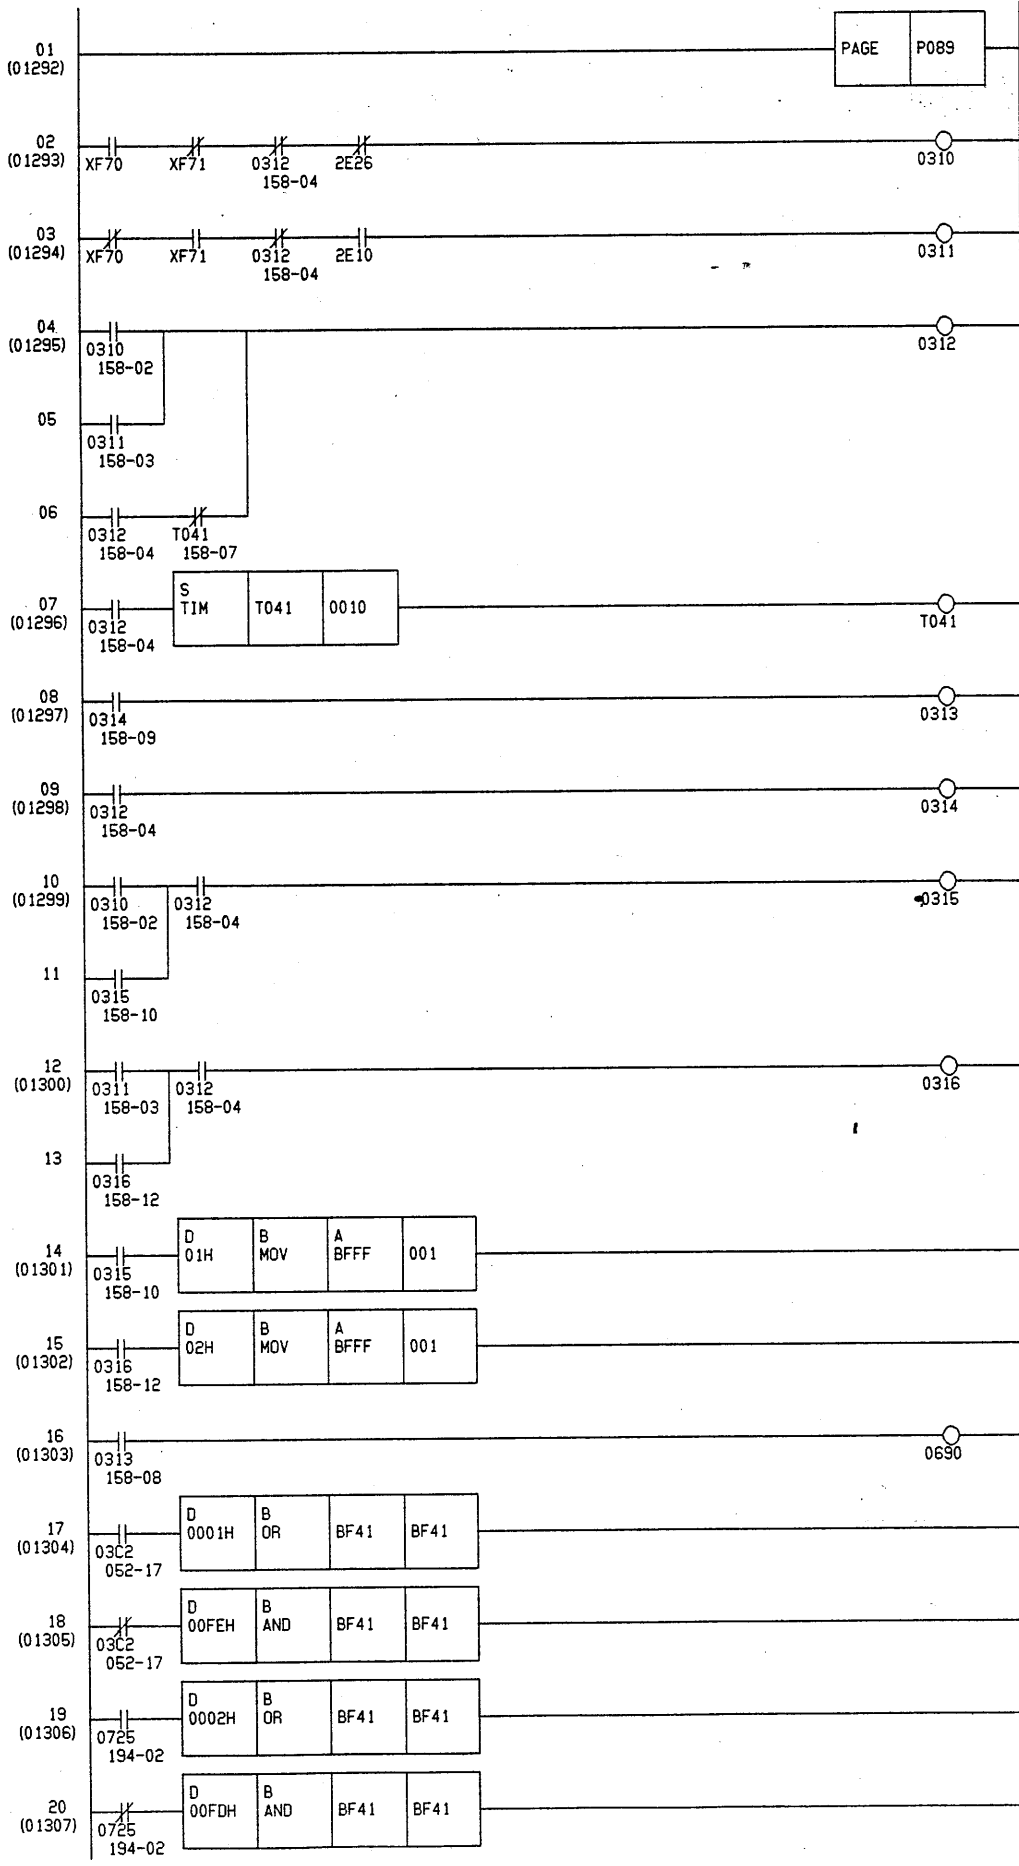 01
(01292)
PAGE P089
02
(01293)
XF70 XF71 0312 2E26 0310
158-04
03
(01294)
XF70 XF71 0312 2E10 0311
158-04
04
(01295)
0310 0312
158-02
05
0311
158-03
06
0312 T041
158-04 158-07
07
(01296)
S
TIM T041 0010
0312 T041
158-04
08
(01297)
0314 0313
158-09
09
(01298)
0312 0314
158-04
10
(01299)
0310 0312 0315
158-02 158-04
11
0315
158-10
12
(01300)
0311 0312 0316
158-03 158-04
13
0316
158-12
14
(01301)
D B A
01H MOV BFFF 001
0315
158-10
15
(01302)
D B A
02H MOV BFFF 001
0316
158-12
16
(01303)
0313 0690
158-08
17
(01304)
D B
0001H OR BF41 BF41
03C2
052-17
18
(01305)
D B
00FEH AND BF41 BF41
03C2
052-17
19
(01306)
D B
0002H OR BF41 BF41
0725
194-02
20
(01307)
D B
00FDH AND BF41 BF41
0725
194-02